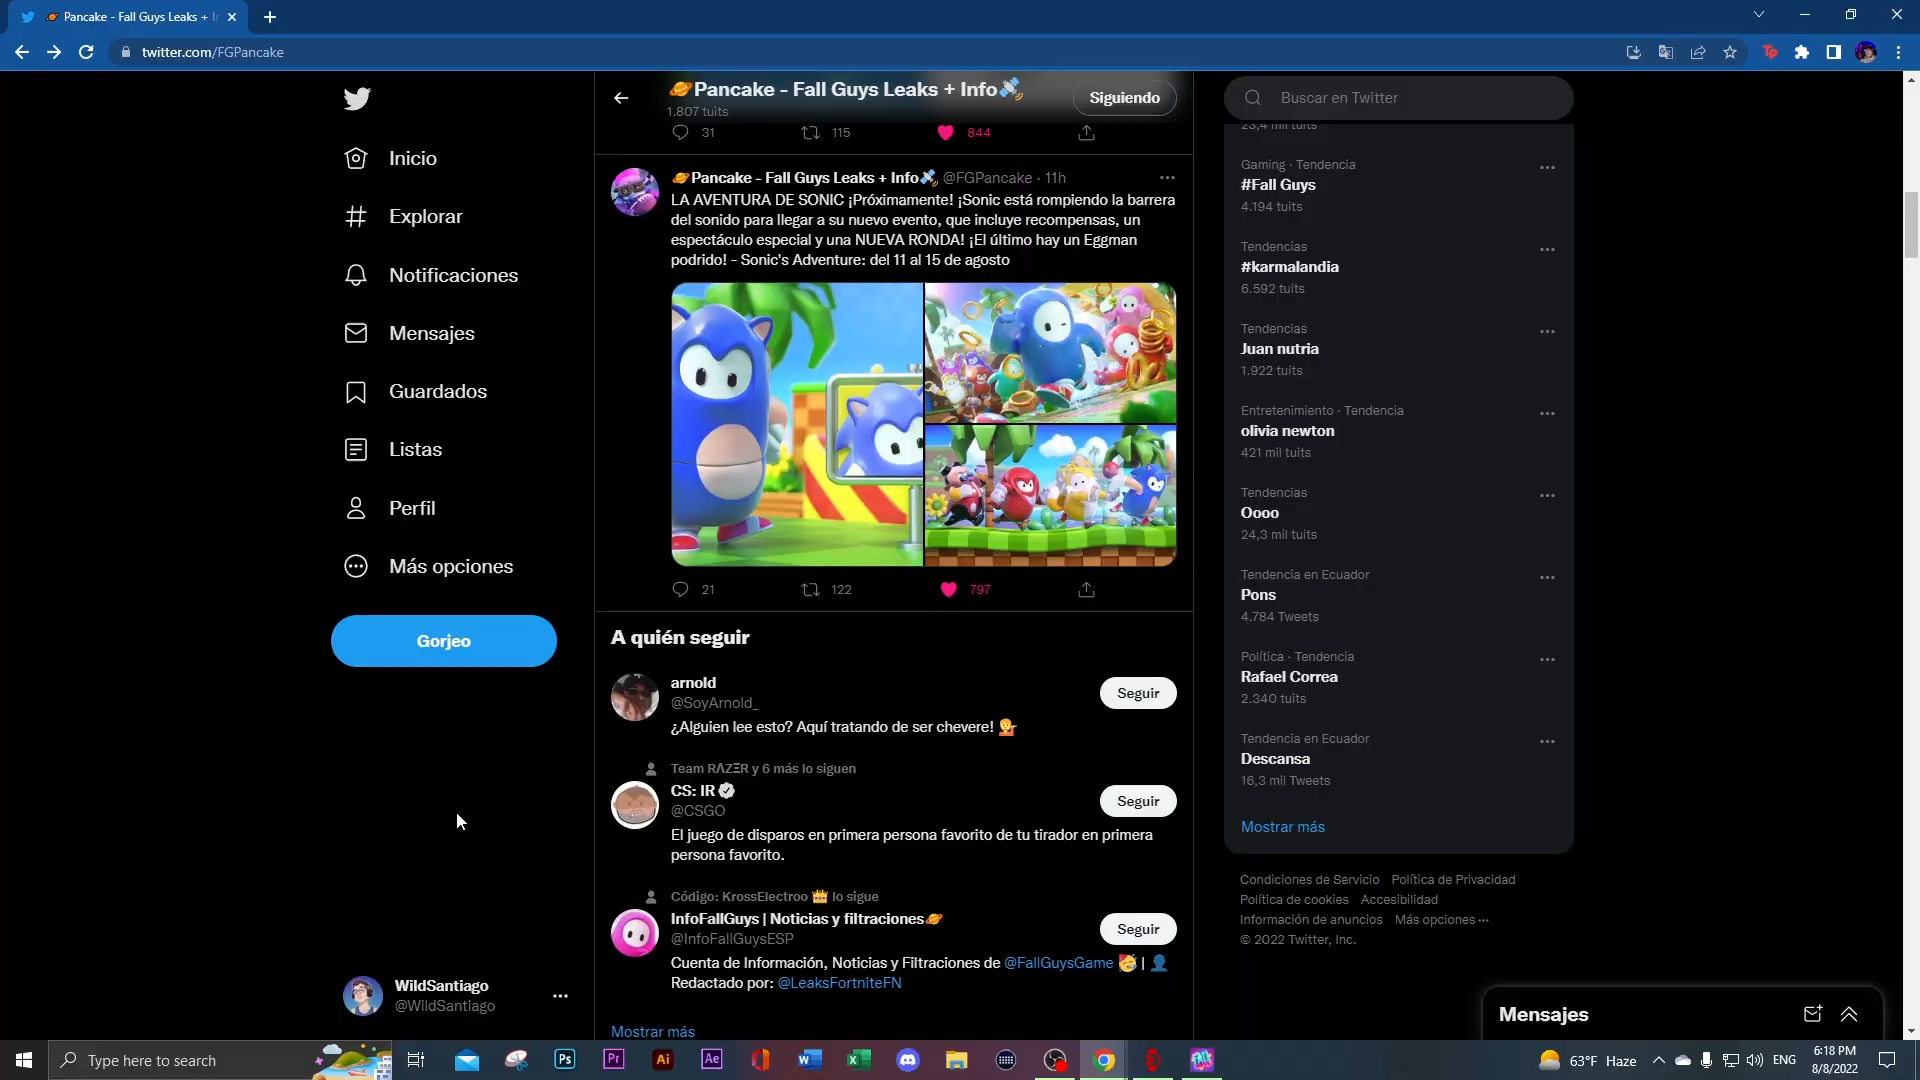 Pancake - Fall Guys Leaks + I
twitter.com/FGPancake
Inicio
Explorar
Notificaciones
Mensajes
Guardados
Listas
Perfil
Más opciones
Gorjeo
WildSantiago
@WildSantiago
🪐Pancake - Fall Guys Leaks + Info🛰️
1.807 tuits
Siguiendo
31 115 844
🪐Pancake - Fall Guys Leaks + Info🛰️ @FGPancake · 11h
LA AVENTURA DE SONIC ¡Próximamente! ¡Sonic está rompiendo la barrera
del sonido para llegar a su nuevo evento, que incluye recompensas, un
espectáculo especial y una NUEVA RONDA! ¡El último hay un Eggman
podrido! - Sonic's Adventure: del 11 al 15 de agosto
21 122 797
A quién seguir
arnold
@SoyArnold_
Seguir
¿Alguien lee esto? Aquí tratando de ser chevere! 💁
Team RΛZΞR y 6 más lo siguen
CS: IR
@CSGO
Seguir
El juego de disparos en primera persona favorito de tu tirador en primera
persona favorito.
Código: KrossElectroo 👑 lo sigue
InfoFallGuys | Noticias y filtraciones🪐
@InfoFallGuysESP
Seguir
Cuenta de Información, Noticias y Filtraciones de @FallGuysGame 🥳 | 👤
Redactado por: @LeaksFortniteFN
Mostrar más
Buscar en Twitter
23,4 mil tuits
Gaming · Tendencia
#Fall Guys
4.194 tuits
Tendencias
#karmalandia
6.592 tuits
Tendencias
Juan nutria
1.922 tuits
Entretenimiento · Tendencia
olivia newton
421 mil tuits
Tendencias
Oooo
24,3 mil tuits
Tendencia en Ecuador
Pons
4.784 Tweets
Política · Tendencia
Rafael Correa
2.340 tuits
Tendencia en Ecuador
Descansa
16,3 mil Tweets
Mostrar más
Condiciones de Servicio Política de Privacidad
Política de cookies Accesibilidad
Información de anuncios Más opciones ···
© 2022 Twitter, Inc.
Mensajes
Type here to search
Ps
Pr
Ai
Ae
63°F Haze
ENG
6:18 PM
8/8/2022